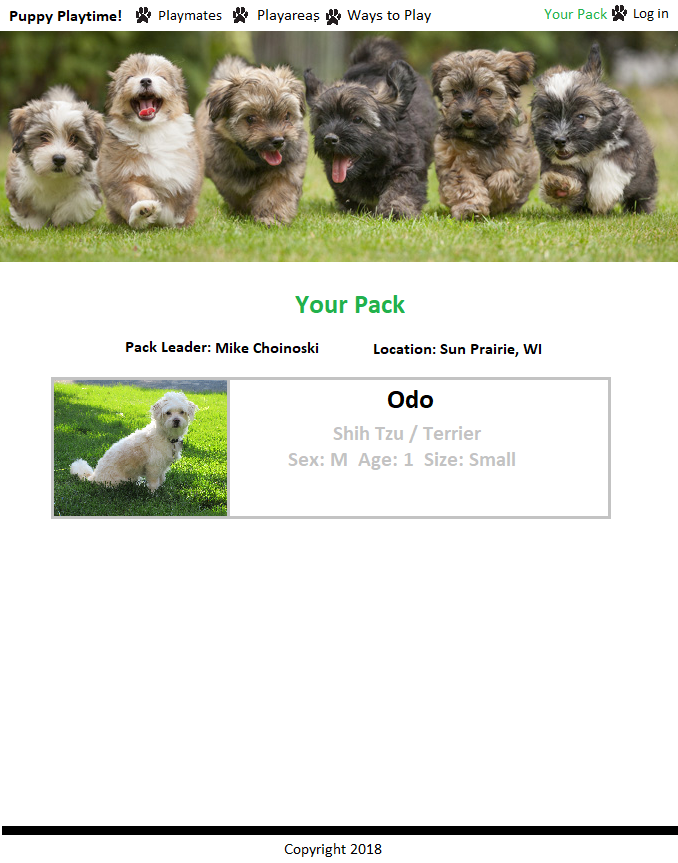 Puppy Playtime! Playmates Playareas Ways to Play Your Pack Log in
Your Pack
Pack Leader: Mike Choinoski Location: Sun Prairie, WI
Odo
Shih Tzu / Terrier
Sex: M Age: 1 Size: Small
Copyright 2018